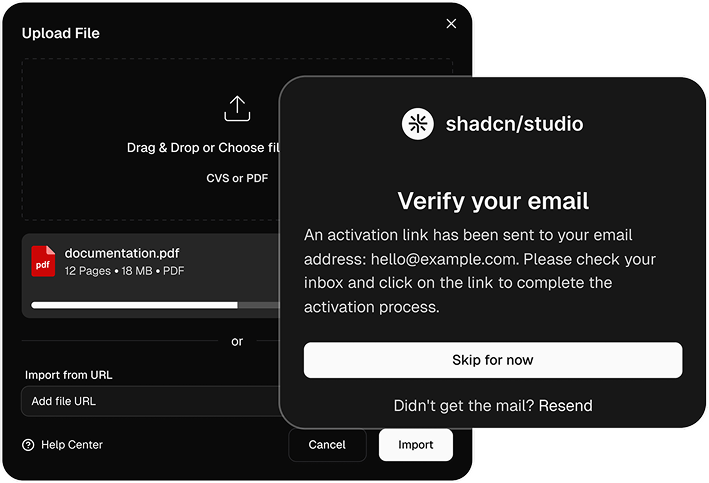 Upload File
Drag & Drop or Choose fil
CVS or PDF
pdf
documentation.pdf
12 Pages • 18 MB • PDF
or
Import from URL
Add file URL
Help Center
Cancel
Import
shadcn/studio
Verify your email
An activation link has been sent to your email
address: hello@example.com. Please check your
inbox and click on the link to complete the
activation process.
Skip for now
Didn't get the mail? Resend